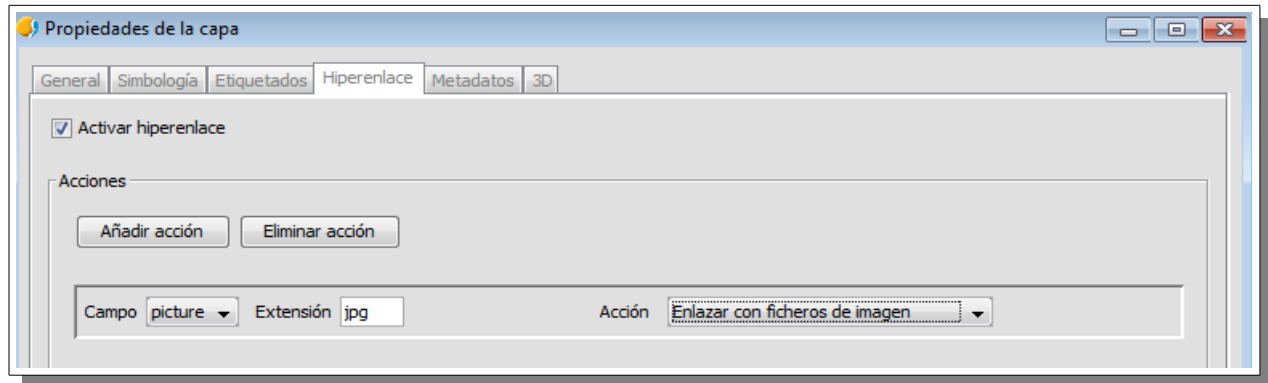 Propiedades de la capa
General Simbología Etiquetados Hiperenlace Metadatos 3D
Activar hiperenlace
Acciones
Añadir acción Eliminar acción
Campo picture Extensión jpg Acción Enlazar con ficheros de imagen